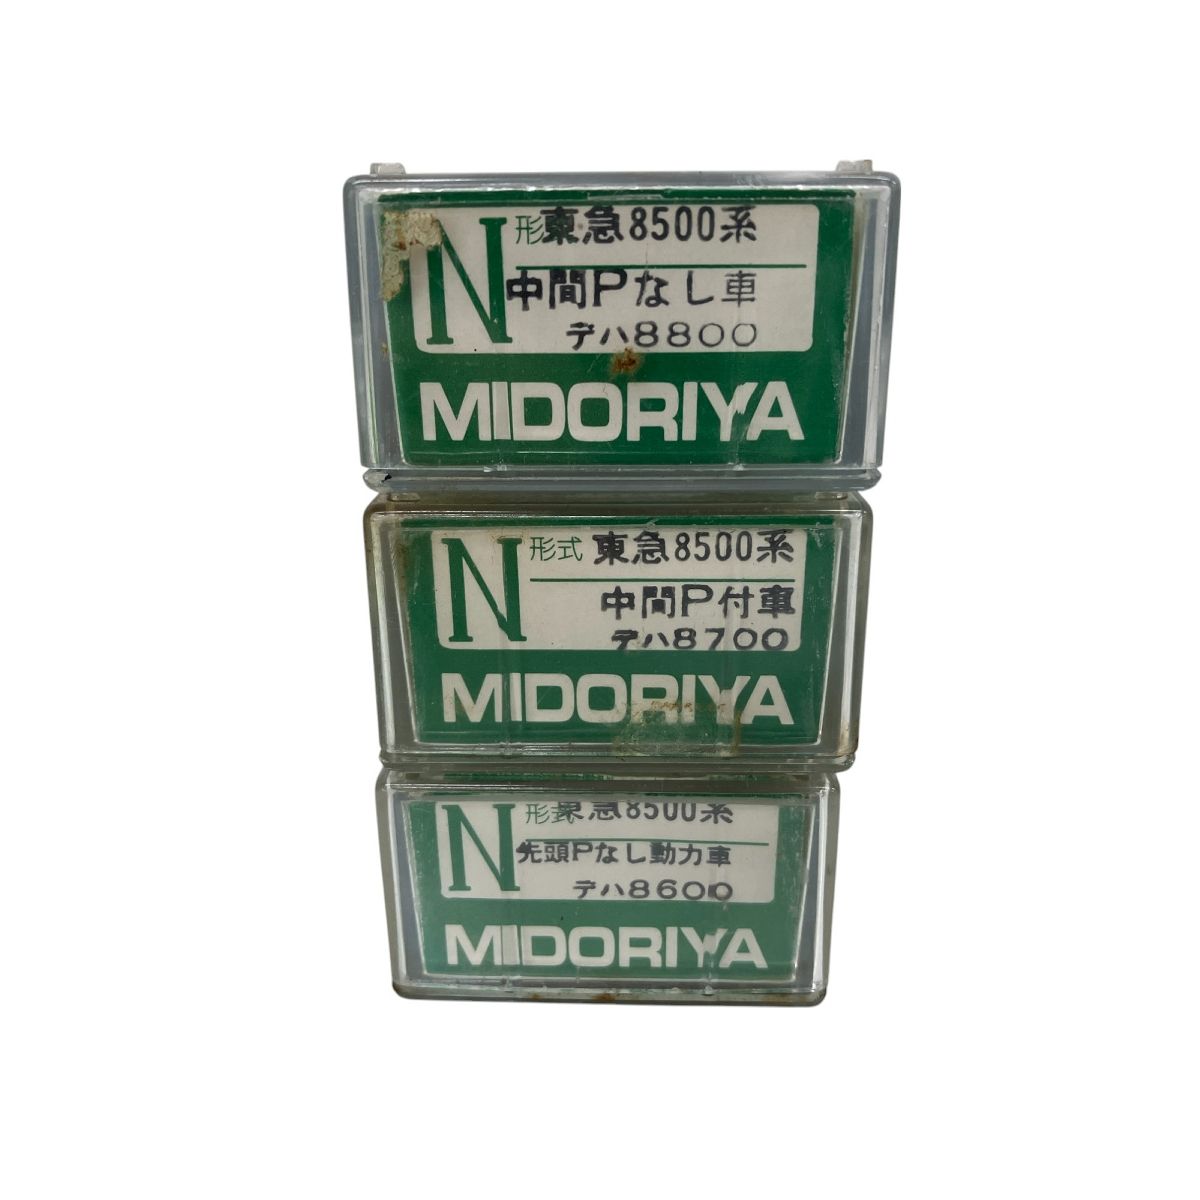 N 形 東急8500系
中間Pなし車
デハ8800
MIDORIYA
N 形式 東急8500系
中間P付車
デハ8700
MIDORIYA
N 形式 東急8500系
先頭Pなし動力車
デハ8600
MIDORIYA